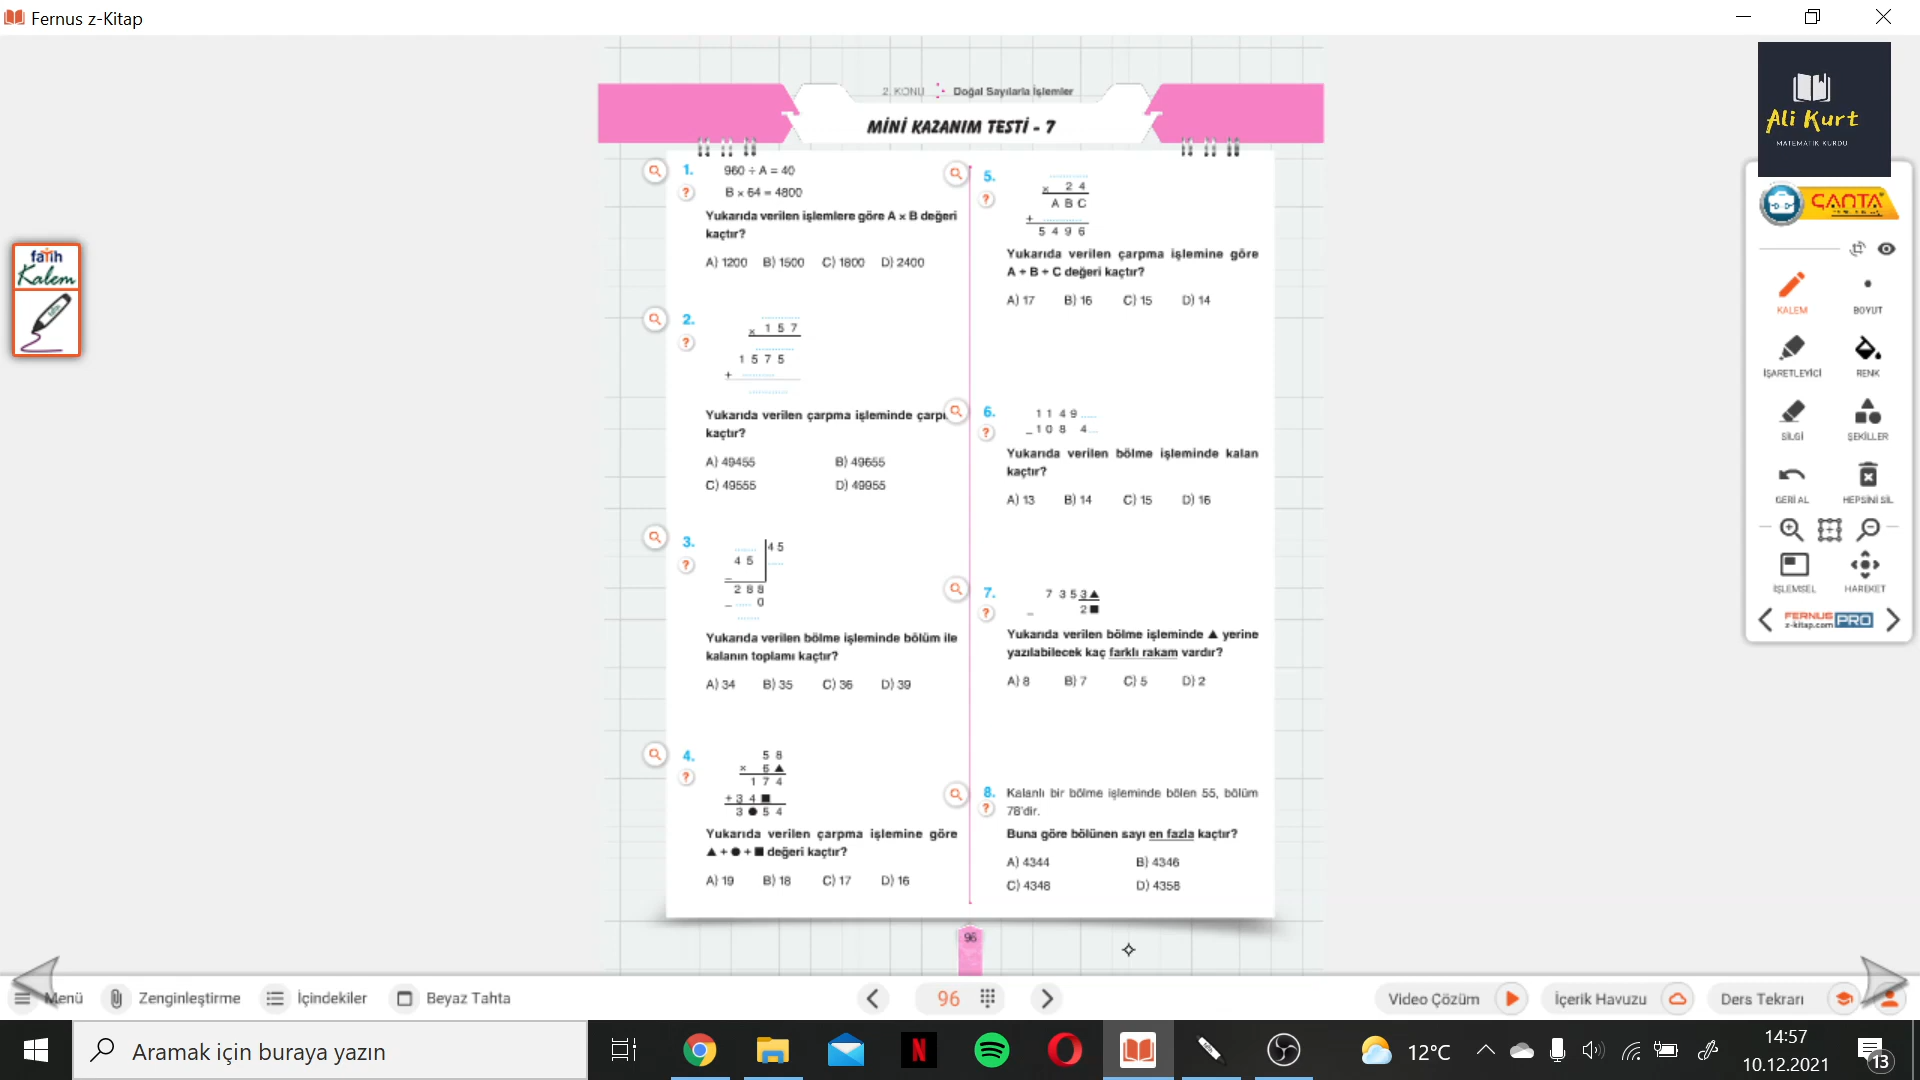 Fernus z-Kitap
2. KONU Doğal Sayılarla İşlemler
MİNİ KAZANIM TESTİ - 7
1. 960 ÷ A = 40
B × 64 = 4800
Yukarıda verilen işlemlere göre A × B değeri
kaçtır?
A) 1200 B) 1500 C) 1800 D) 2400
2.
× 1 5 7
1 5 7 5
+
Yukarıda verilen çarpma işleminde çarpı
kaçtır?
A) 49455 B) 49655
C) 49555 D) 49955
3.
4 5
4 5
–
2 8 8
– 0
Yukarıda verilen bölme işleminde bölüm ile
kalanın toplamı kaçtır?
A) 34 B) 35 C) 36 D) 39
4. 5 8
× 6 ▲
1 7 4
+ 3 4 ■
3 ● 5 4
Yukarıda verilen çarpma işlemine göre
▲ + ● + ■ değeri kaçtır?
A) 19 B) 18 C) 17 D) 16
5.
× 2 4
A B C
+
5 4 9 6
Yukarıda verilen çarpma işlemine göre
A + B + C değeri kaçtır?
A) 17 B) 16 C) 15 D) 14
6. 1 1 4 9
– 1 0 8 4
Yukarıda verilen bölme işleminde kalan
kaçtır?
A) 13 B) 14 C) 15 D) 16
7. 7 3 5 3 ▲
– 2 ■
Yukarıda verilen bölme işleminde ▲ yerine
yazılabilecek kaç farklı rakam vardır?
A) 8 B) 7 C) 5 D) 2
8. Kalanlı bir bölme işleminde bölen 55, bölüm
78'dir.
Buna göre bölünen sayı en fazla kaçtır?
A) 4344 B) 4346
C) 4348 D) 4358
96
fatih
Kalem
Ali Kurt
MATEMATİK KURDU
ÇANTA
KALEM BOYUT
İŞARETLEYİCİ RENK
SİLGİ ŞEKİLLER
GERİ AL HEPSİNİ SİL
İŞLEMSEL HAREKET
FERNUS
z-kitap.com PRO
Menü Zenginleştirme İçindekiler Beyaz Tahta 96 Video Çözüm İçerik Havuzu Ders Tekrarı
Aramak için buraya yazın
12°C
14:57
10.12.2021
13